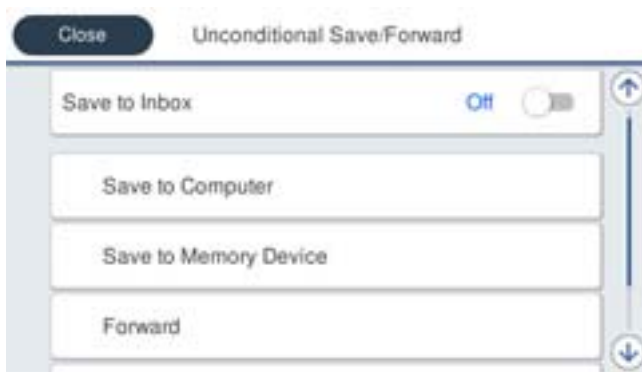 Close Unconditional Save/Forward
Save to Inbox Off
Save to Computer
Save to Memory Device
Forward